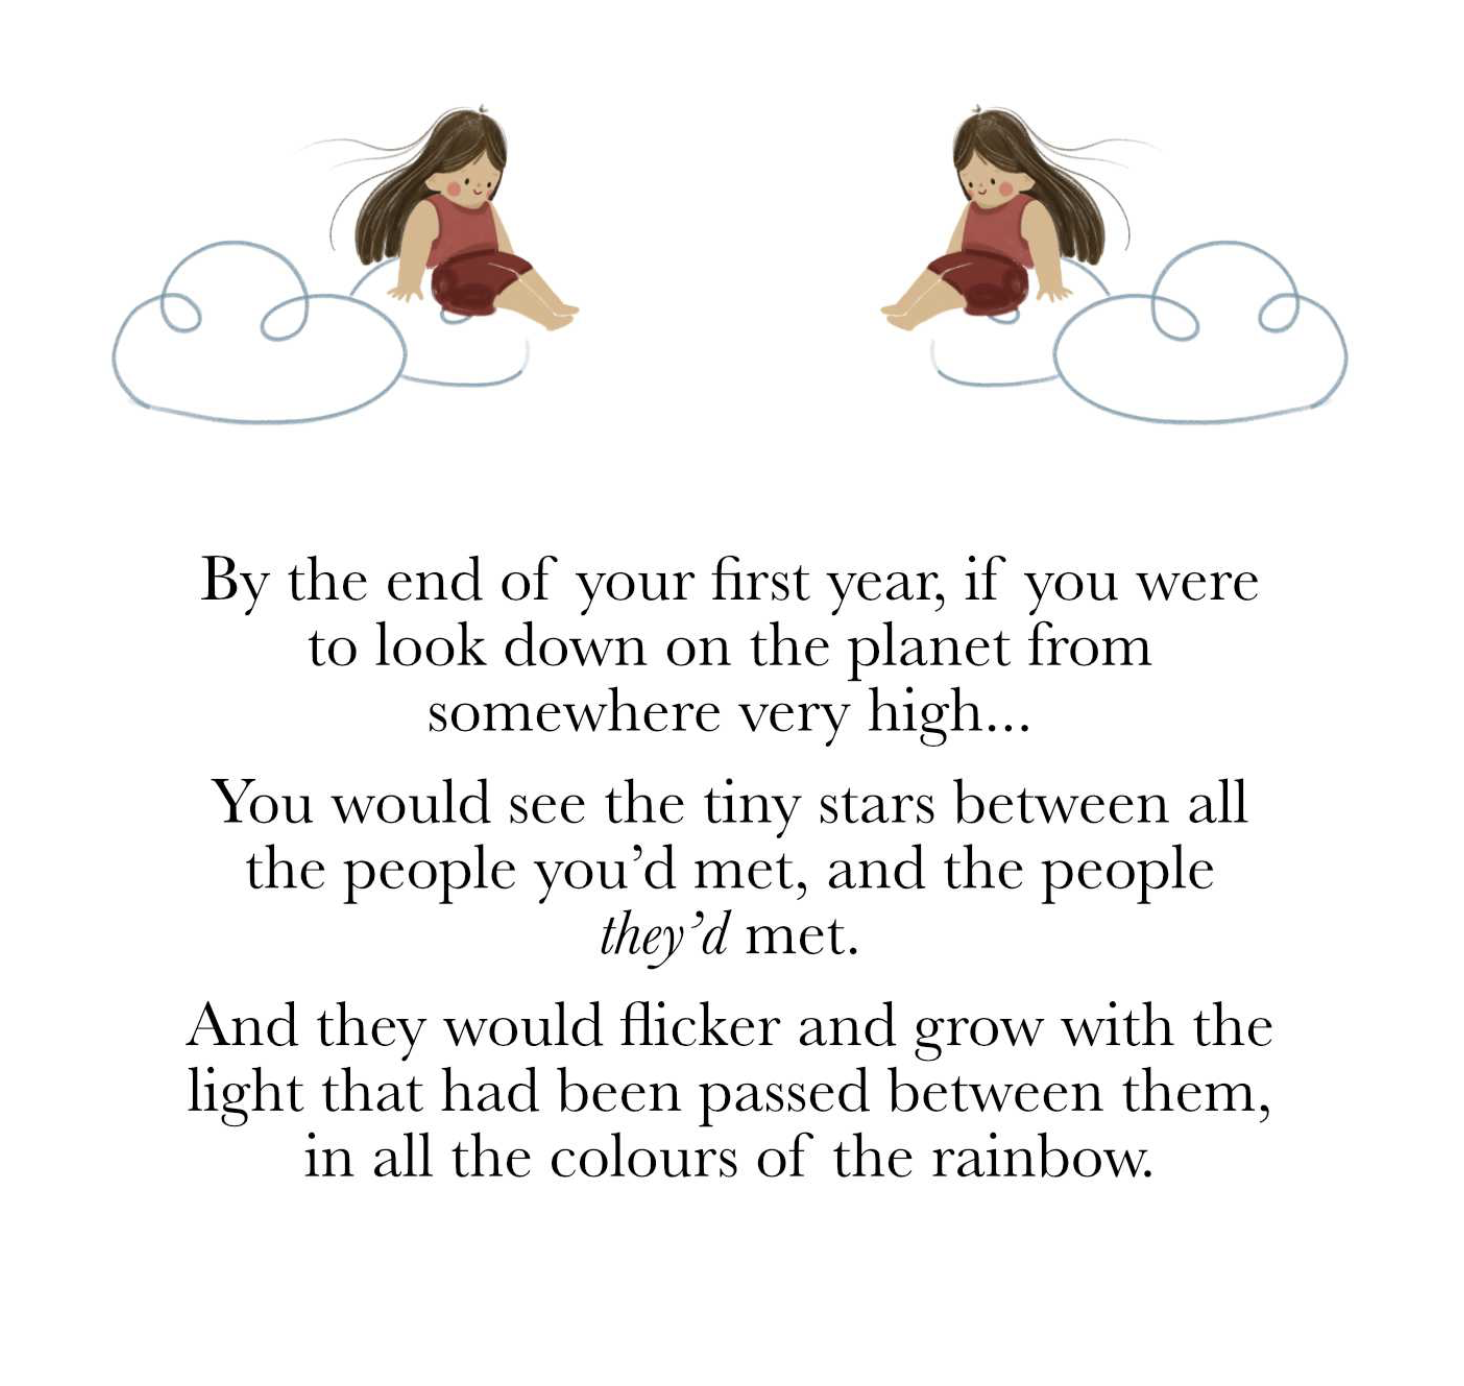 By the end of your first year, if you were
to look down on the planet from
somewhere very high...
You would see the tiny stars between all
the people you’d met, and the people
they’d met.
And they would flicker and grow with the
light that had been passed between them,
in all the colours of the rainbow.